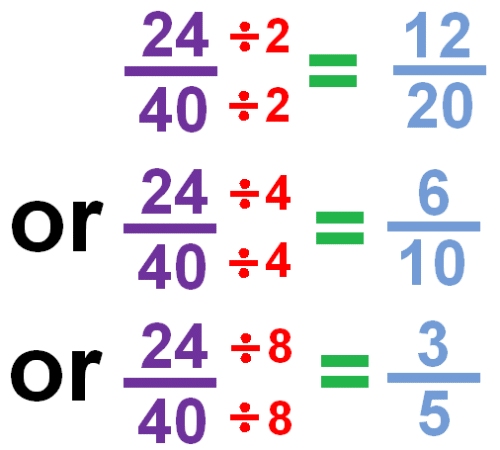 24/40 ÷2/÷2 = 12/20
or 24/40 ÷4/÷4 = 6/10
or 24/40 ÷8/÷8 = 3/5